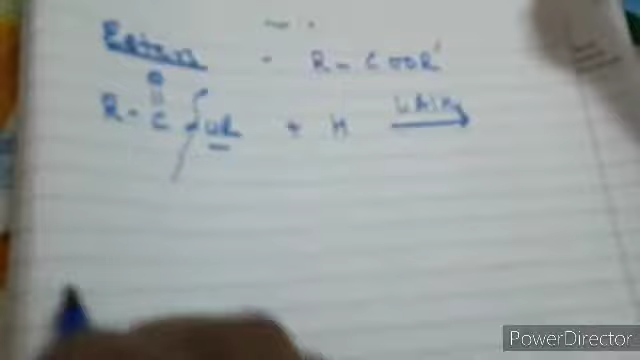 Esters - R - COOR'
O
||
R - C - OR + H LiAlH4
PowerDirector